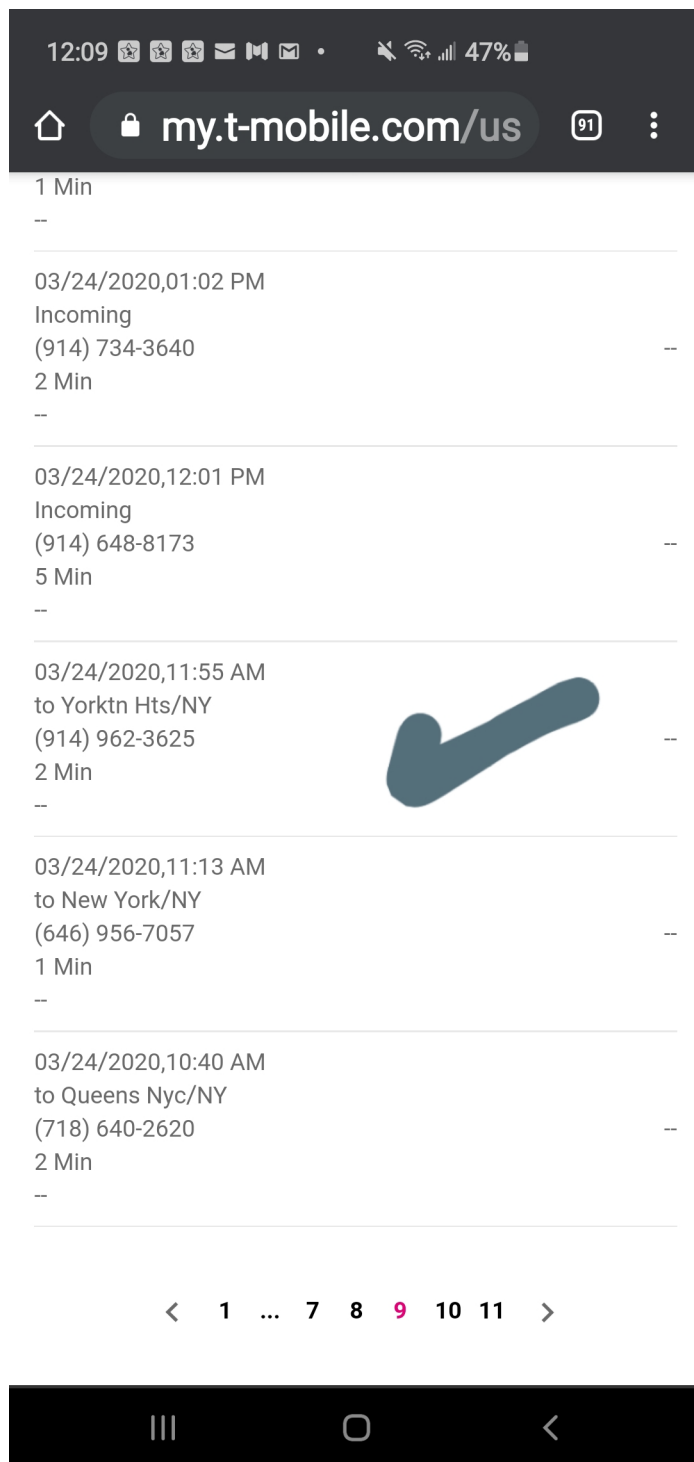 12:09 47%
my.t-mobile.com/us 91
1 Min
--
03/24/2020,01:02 PM
Incoming
(914) 734-3640 --
2 Min
--
03/24/2020,12:01 PM
Incoming
(914) 648-8173 --
5 Min
--
03/24/2020,11:55 AM
to Yorktn Hts/NY
(914) 962-3625 --
2 Min
--
03/24/2020,11:13 AM
to New York/NY
(646) 956-7057 --
1 Min
--
03/24/2020,10:40 AM
to Queens Nyc/NY
(718) 640-2620 --
2 Min
--
< 1 ... 7 8 9 10 11 >